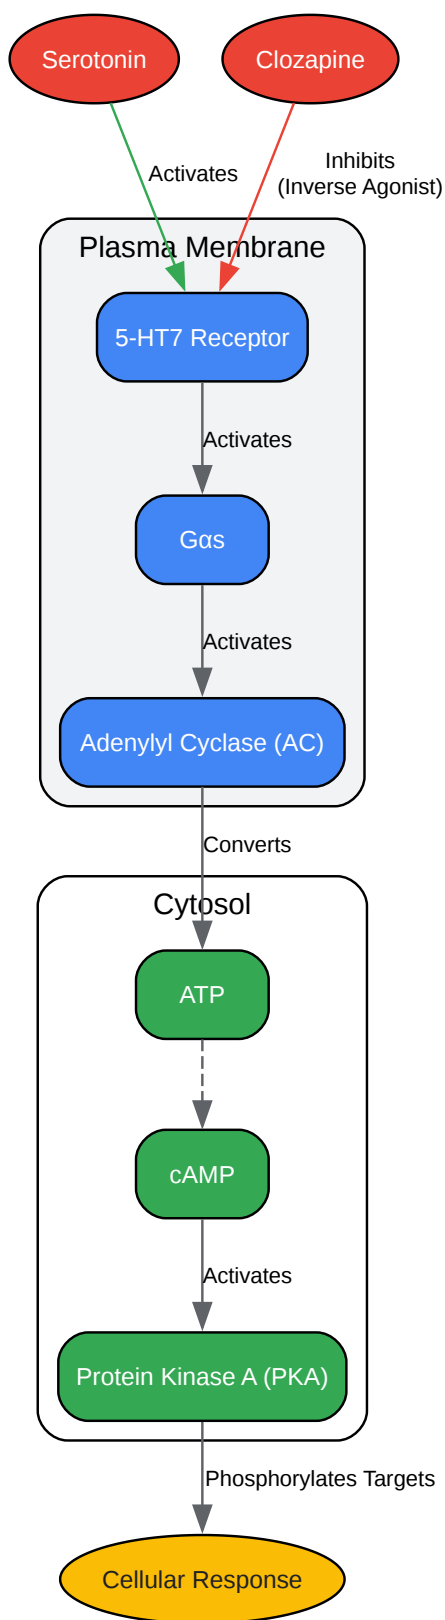 Serotonin
Clozapine
Activates
Inhibits
(Inverse Agonist)
Plasma Membrane
5-HT7 Receptor
Activates
Gαs
Activates
Adenylyl Cyclase (AC)
Converts
Cytosol
ATP
cAMP
Activates
Protein Kinase A (PKA)
Phosphorylates Targets
Cellular Response